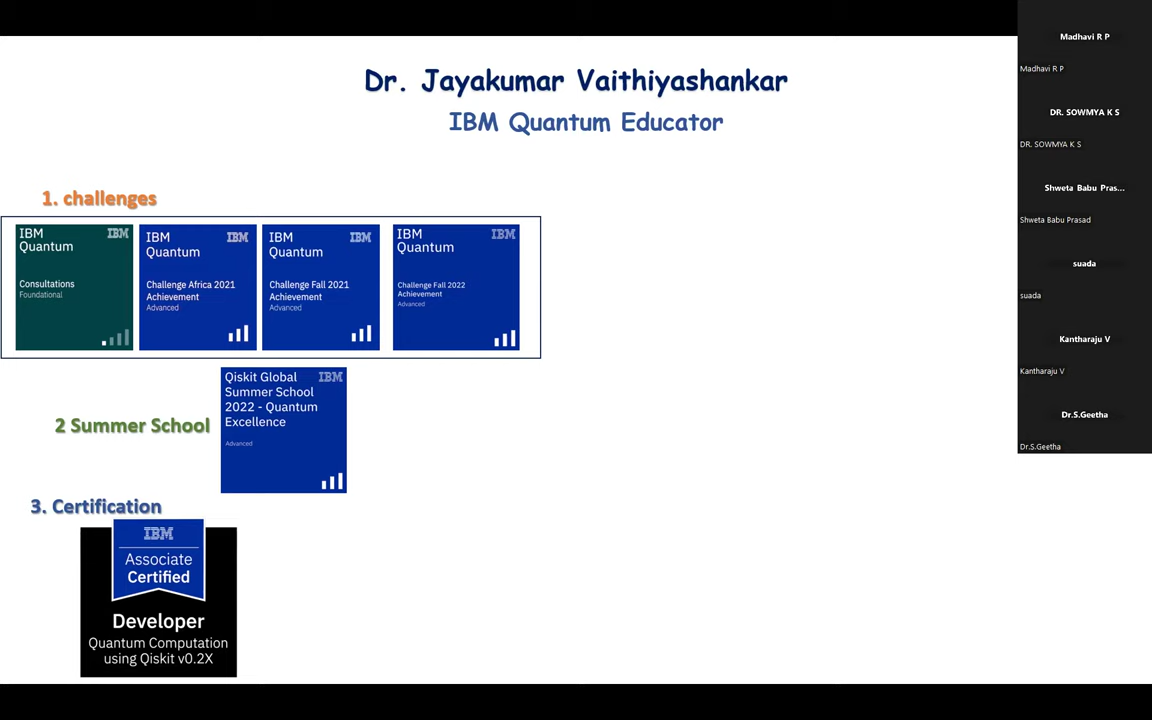 Dr. Jayakumar Vaithiyashankar
IBM Quantum Educator
1. challenges
IBM
Quantum
IBM
Consultations
Foundational
IBM
Quantum
IBM
Challenge Africa 2021
Achievement
Advanced
IBM
Quantum
IBM
Challenge Fall 2021
Achievement
Advanced
IBM
Quantum
IBM
Challenge Fall 2022
Achievement
Advanced
2 Summer School
Qiskit Global
Summer School
2022 - Quantum
Excellence
IBM
Advanced
3. Certification
IBM
Associate
Certified
Developer
Quantum Computation
using Qiskit v0.2X
Madhavi R P
Madhavi R P
DR. SOWMYA K S
DR. SOWMYA K S
Shweta Babu Pras...
Shweta Babu Prasad
suada
suada
Kantharaju V
Kantharaju V
Dr.S.Geetha
Dr.S.Geetha